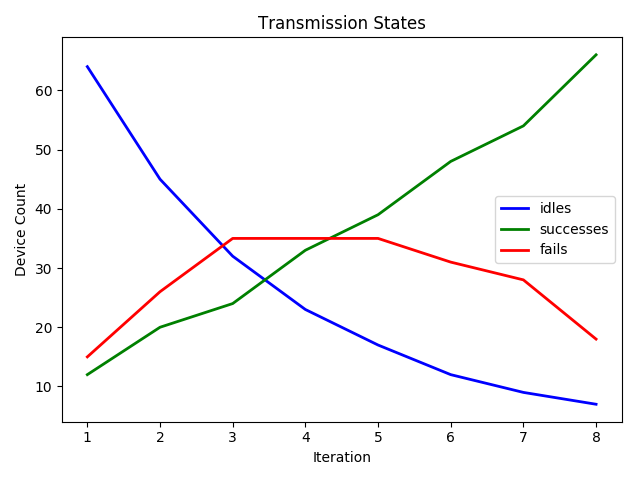 Transmission States
Device Count
60
50
40
30
20
10
idles
successes
fails
1 2 3 4 5 6 7 8
Iteration